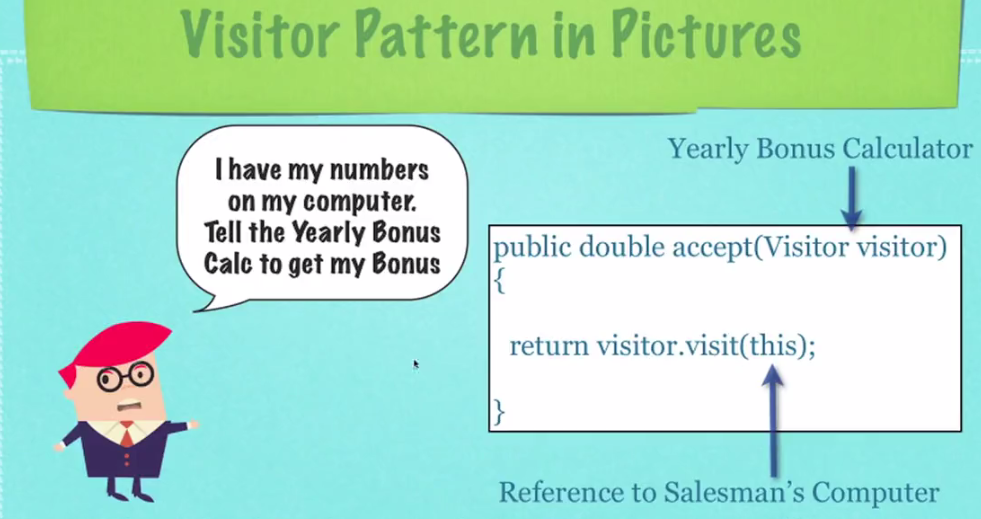 Visitor Pattern in Pictures
I have my numbers
on my computer.
Tell the Yearly Bonus
Calc to get my Bonus
Yearly Bonus Calculator
public double accept(Visitor visitor)
{
return visitor.visit(this);
}
Reference to Salesman's Computer